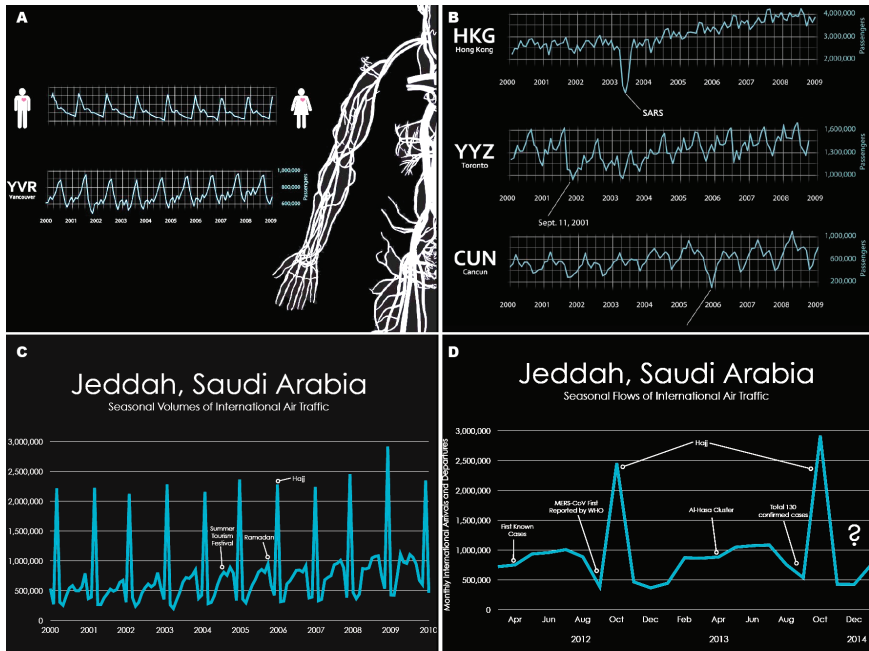 A
YVR
Vancouver
1,000,000
800,000
600,000
Passengers
2000 2001 2002 2003 2004 2005 2006 2007 2008 2009
B
HKG
Hong Kong
4,000,000
3,000,000
2,000,000
Passengers
2000 2001 2002 2003 2004 2005 2006 2007 2008 2009
SARS
YYZ
Toronto
1,600,000
1,300,000
1,000,000
Passengers
2000 2001 2002 2003 2004 2005 2006 2007 2008 2009
Sept. 11, 2001
CUN
Cancun
1,000,000
600,000
200,000
Passengers
2000 2001 2002 2003 2004 2005 2006 2007 2008 2009
C
Jeddah, Saudi Arabia
Seasonal Volumes of International Air Traffic
3,000,000
2,500,000
2,000,000
1,500,000
1,000,000
500,000
0
Hajj
Summer
Tourism
Festival
Ramadan
2000 2001 2002 2003 2004 2005 2006 2007 2008 2009 2010
D
Jeddah, Saudi Arabia
Seasonal Flows of International Air Traffic
Monthly International Arrivals and Departures
3,000,000
2,500,000
2,000,000
1,500,000
1,000,000
500,000
0
Hajj
First Known
Cases
MERS-CoV First
Reported by WHO
Al-Hasa Cluster
Total 130
confirmed cases
?
Apr Jun Aug Oct Dec Feb Apr Jun Aug Oct Dec
2012 2013 2014